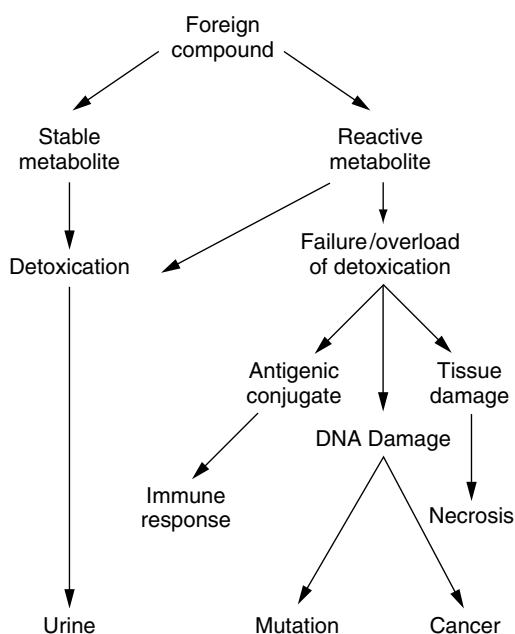 Foreign
compound
Stable
metabolite
Reactive
metabolite
Detoxication
Failure/overload
of detoxication
Antigenic
conjugate
Tissue
damage
DNA Damage
Immune
response
Necrosis
Urine
Mutation
Cancer